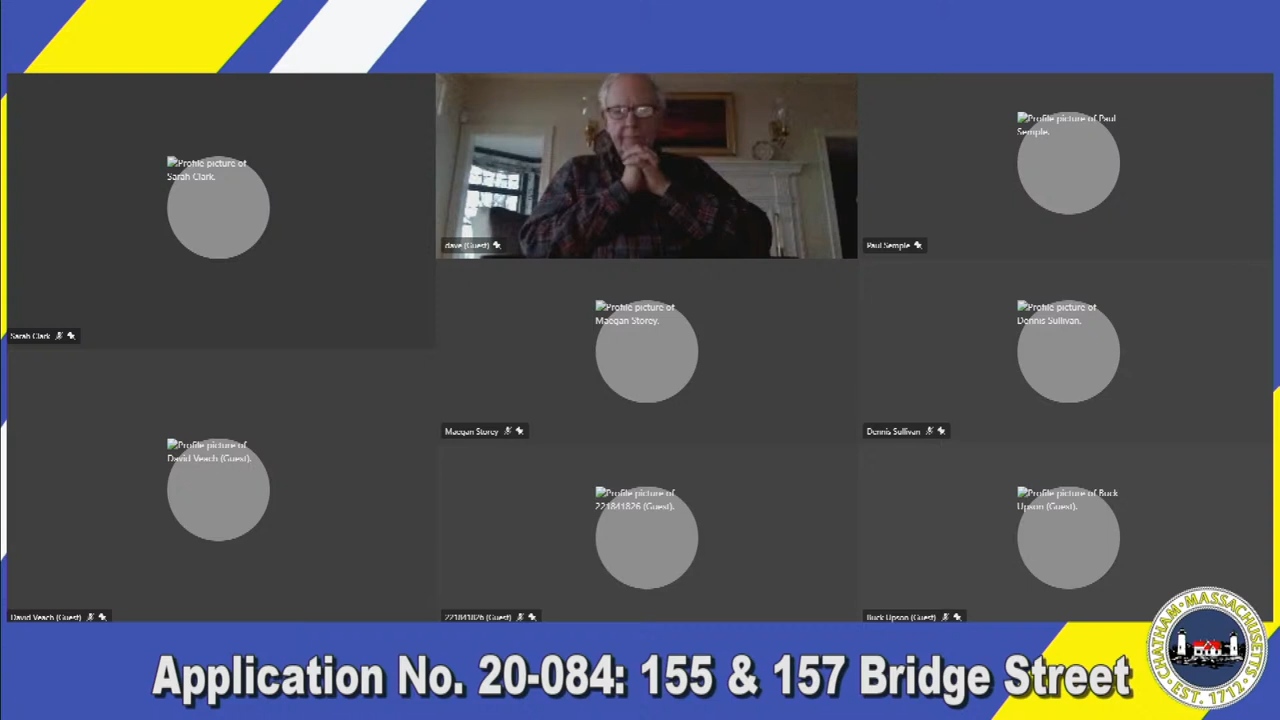 Profile picture of
Sarah Clark.
Sarah Clark
dave (Guest)
Profile picture of Paul
Semple.
Paul Semple
Profile picture of
Maegan Storey.
Maegan Storey
Profile picture of
Dennis Sullivan.
Dennis Sullivan
Profile picture of
David Veach (Guest).
David Veach (Guest)
Profile picture of
221841826 (Guest).
221841826 (Guest)
Profile picture of Buck
Upson (Guest).
Buck Upson (Guest)
Application No. 20-084: 155 & 157 Bridge Street
CHATHAM, MASSACHUSETTS
EST. 1712